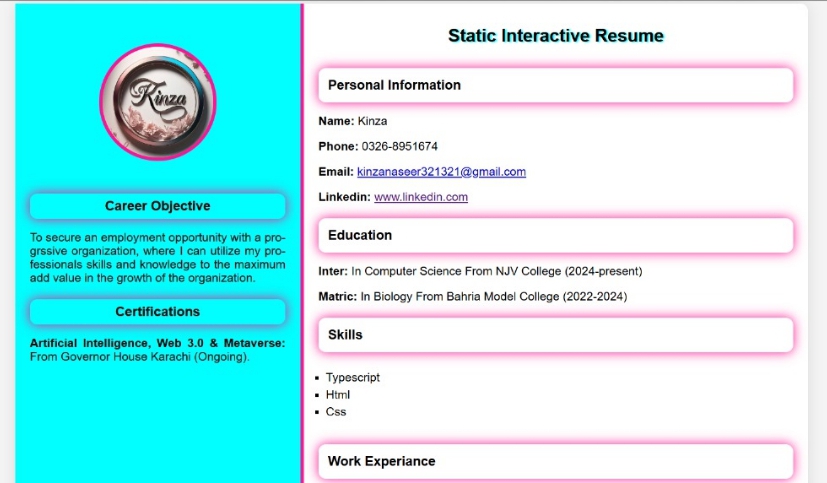 Kinza
Career Objective
To secure an employment opportunity with a pro-
grssive organization, where I can utilize my pro-
fessionals skills and knowledge to the maximum
add value in the growth of the organization.
Certifications
Artificial Intelligence, Web 3.0 & Metaverse:
From Governor House Karachi (Ongoing).
Static Interactive Resume
Personal Information
Name: Kinza
Phone: 0326-8951674
Email: kinzanaseer321321@gmail.com
Linkedin: www.linkedin.com
Education
Inter: In Computer Science From NJV College (2024-present)
Matric: In Biology From Bahria Model College (2022-2024)
Skills
Typescript
Html
Css
Work Experiance